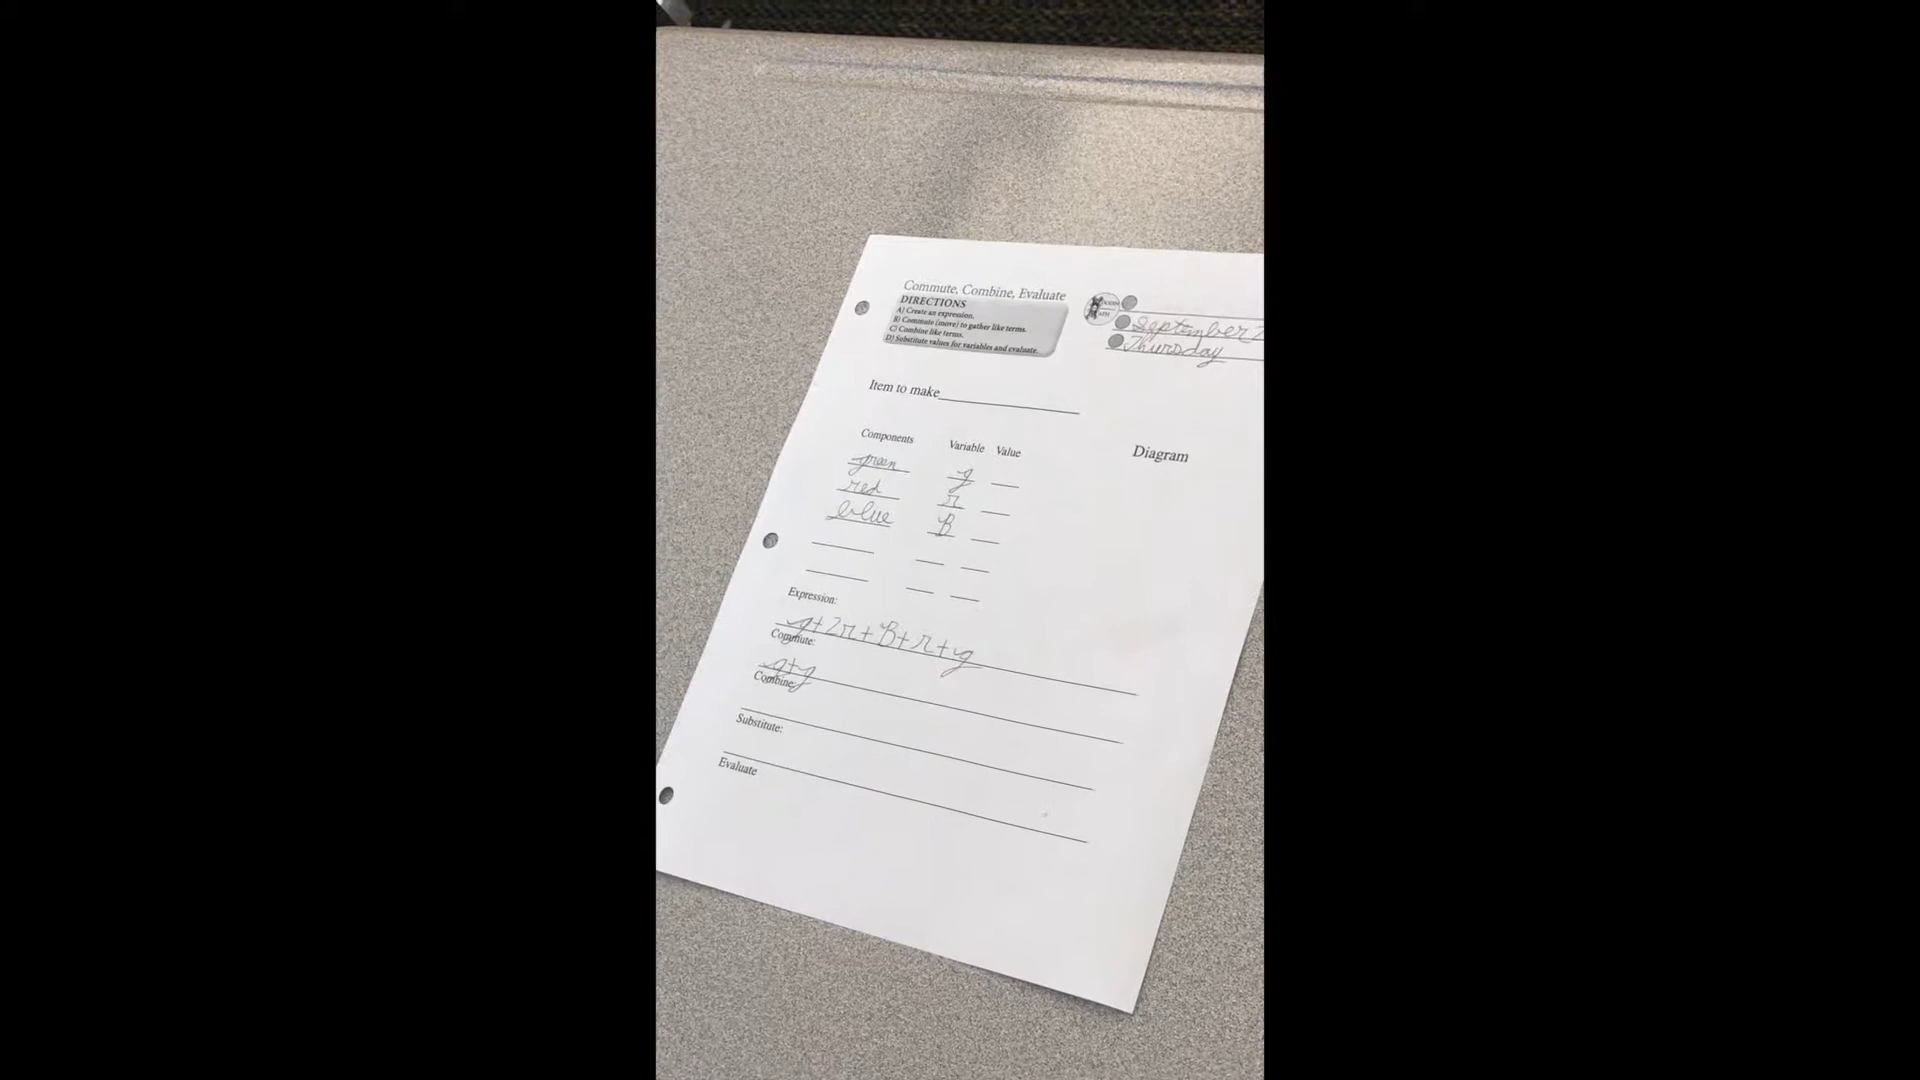 Commute, Combine, Evaluate
DIRECTIONS
A) Create an expression.
B) Commute (move) to gather like terms.
C) Combine like terms.
D) Substitute values for variables and evaluate.
September
Thursday
Item to make
Components Variable Value
Diagram
green g
red r
blue B
Expression:
g+2r+B+r+g
Commute:
g+g
Combine:
Substitute:
Evaluate